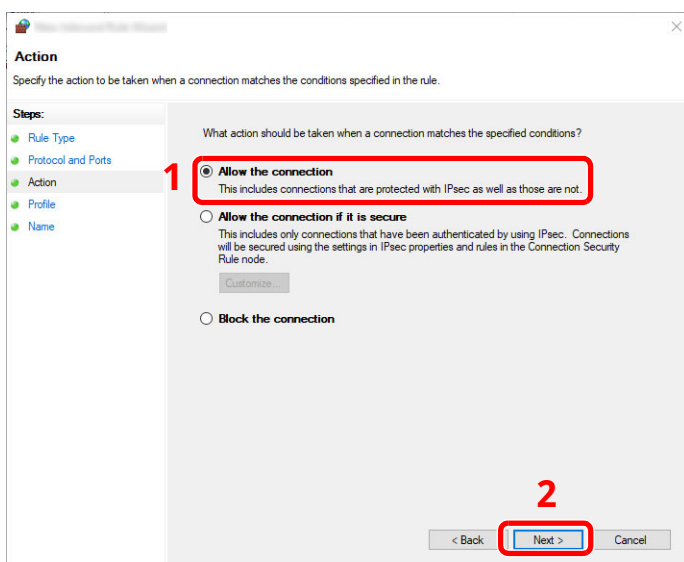 Action
Specify the action to be taken when a connection matches the conditions specified in the rule.
Steps:
Rule Type
Protocol and Ports
Action
Profile
Name
What action should be taken when a connection matches the specified conditions?
1
Allow the connection
This includes connections that are protected with IPsec as well as those are not.
Allow the connection if it is secure
This includes only connections that have been authenticated by using IPsec. Connections
will be secured using the settings in IPsec properties and rules in the Connection Security
Rule node.
Customize...
Block the connection
2
< Back
Next >
Cancel